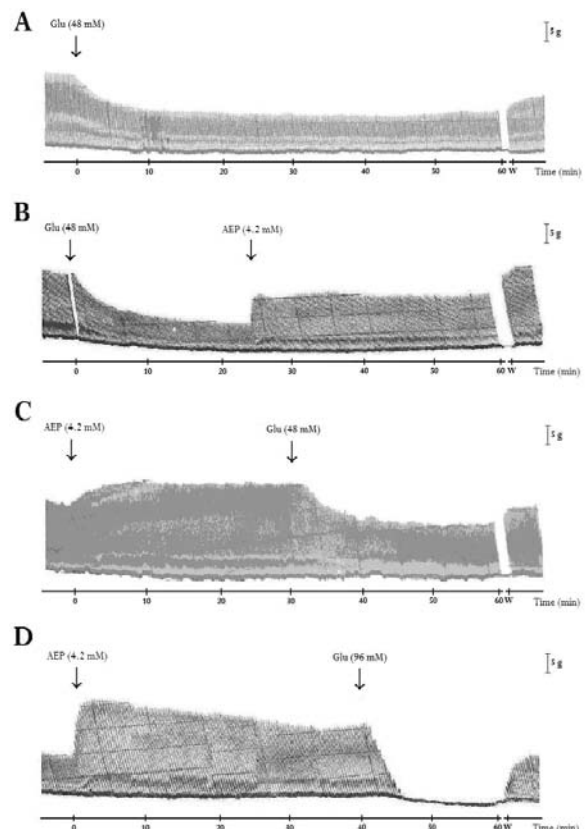 A
Glu (48 mM)
5 g
0 10 20 30 40 50 60 W Time (min)
B
Glu (48 mM) AEP (4.2 mM)
5 g
0 10 20 30 40 50 60 W Time (min)
C
AEP (4.2 mM) Glu (48 mM)
5 g
0 10 20 30 40 50 60 W Time (min)
D
AEP (4.2 mM) Glu (96 mM)
5 g
0 10 20 30 40 50 60 W Time (min)